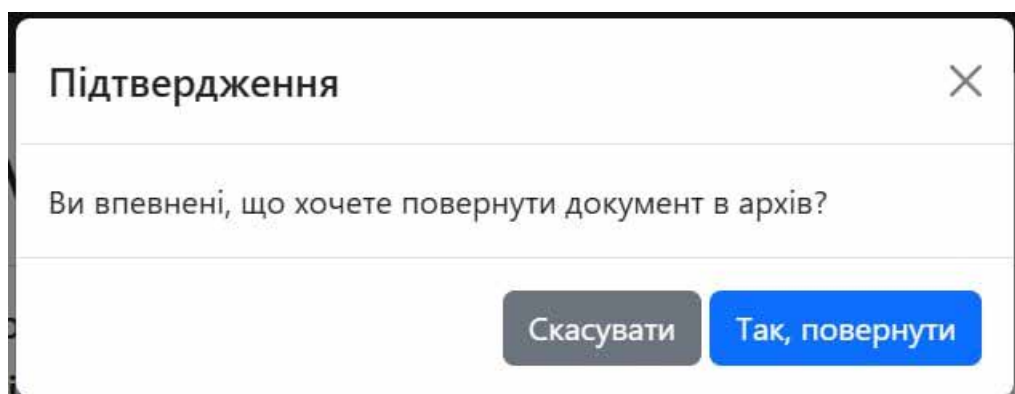 Підтвердження
Ви впевнені, що хочете повернути документ в архів?
Скасувати Так, повернути